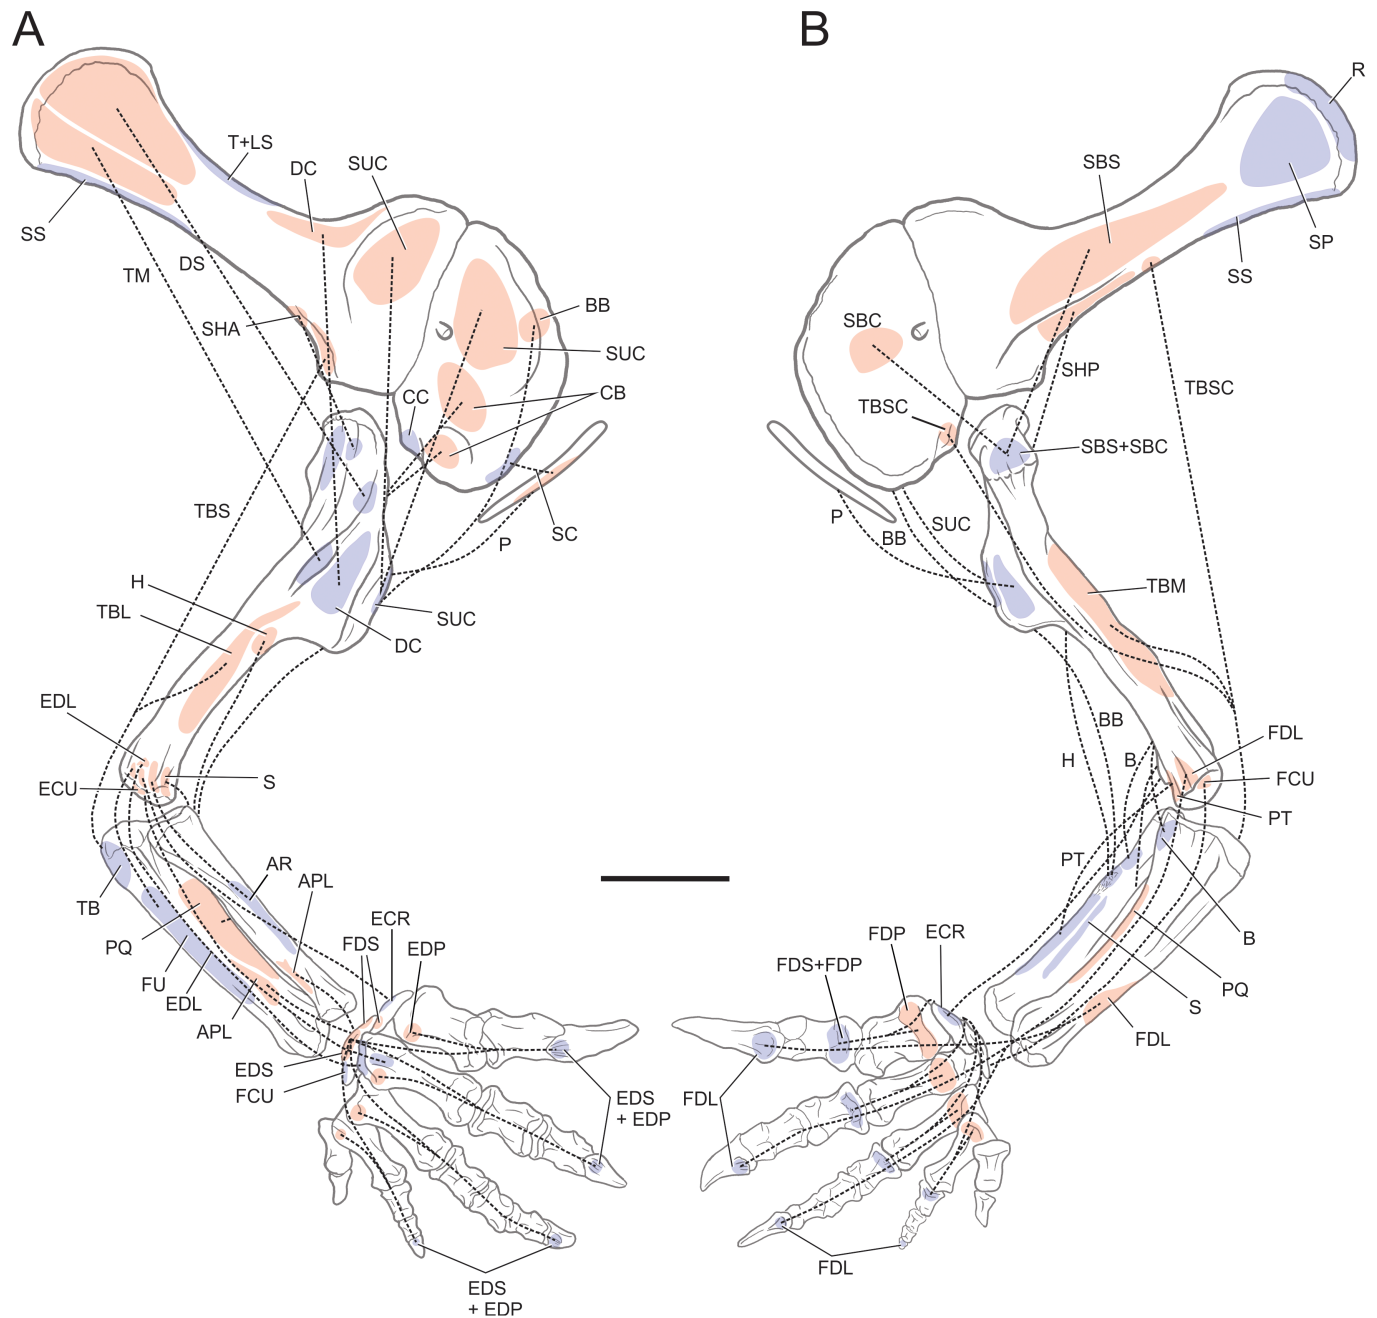 A
B
R
T+LS
DC
SUC
SBS
SS
SP
SS
TM
DS
BB
SHA
SUC
SBC
SHP
TBSC
CC
CB
TBSC
SBS+SBC
TBS
SC
P
P
BB
SUC
H
TBL
SUC
DC
TBM
EDL
ECU
S
BB
H
B
FDL
FCU
PT
AR
APL
PT
TB
PQ
FU
EDL
APL
ECR
FDS
EDP
FDP
ECR
FDS+FDP
B
PQ
S
FDL
EDS
FCU
EDS
+ EDP
FDL
EDS
+ EDP
FDL